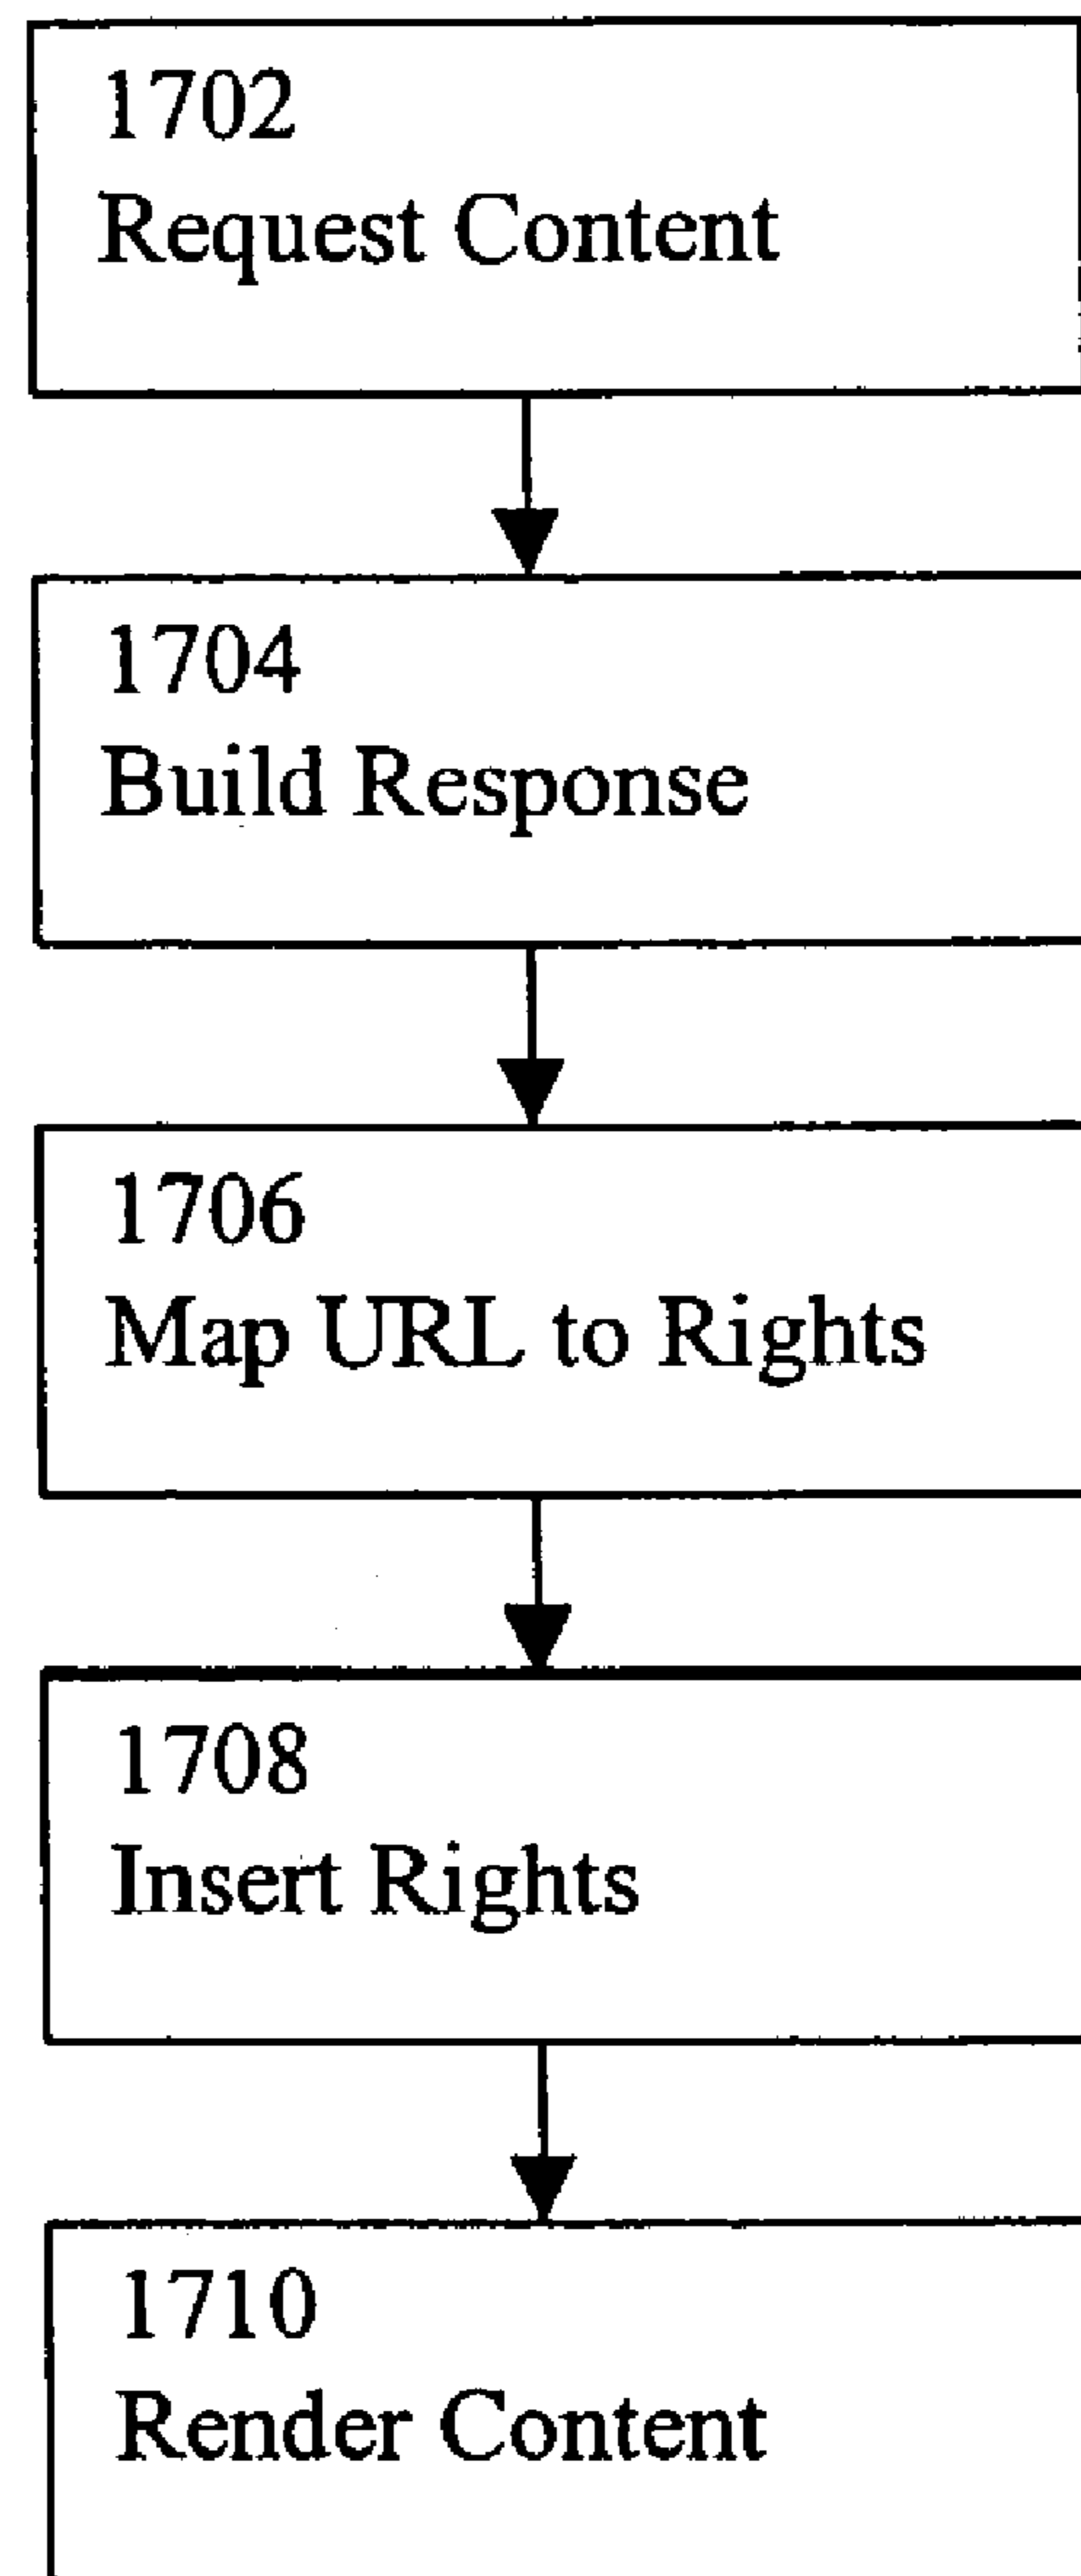 1702
Request Content
1704
Build Response
1706
Map URL to Rights
1708
Insert Rights
1710
Render Content